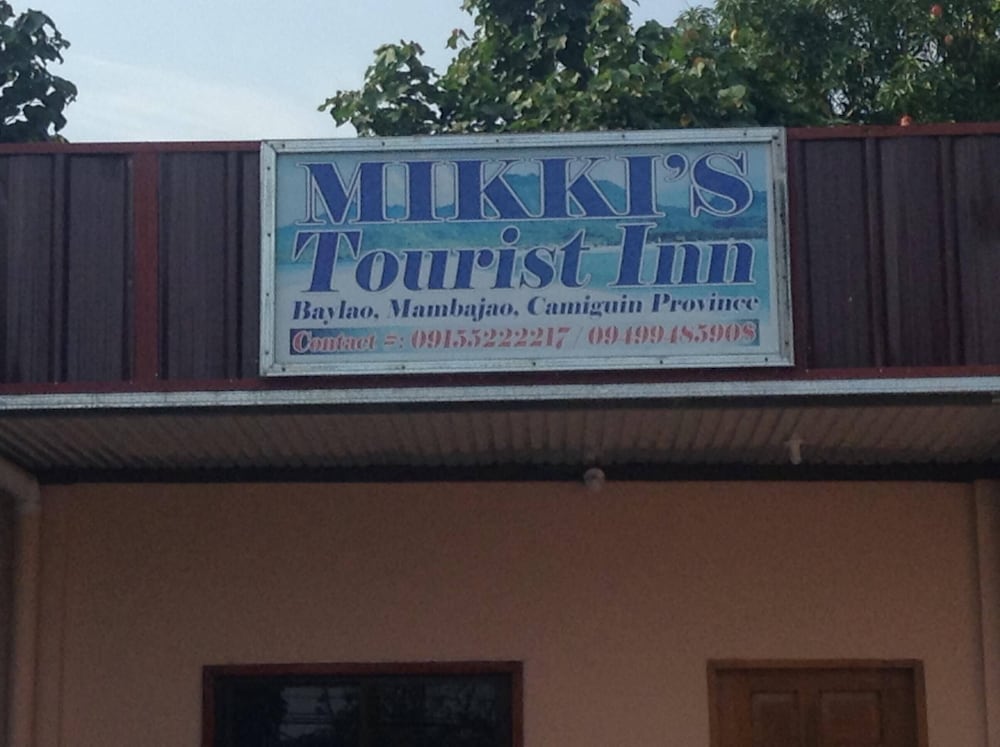 MIKKI'S
Tourist Inn
Baylao, Mambajao, Camiguin Province
Contact #: 09155222217 / 09499485908